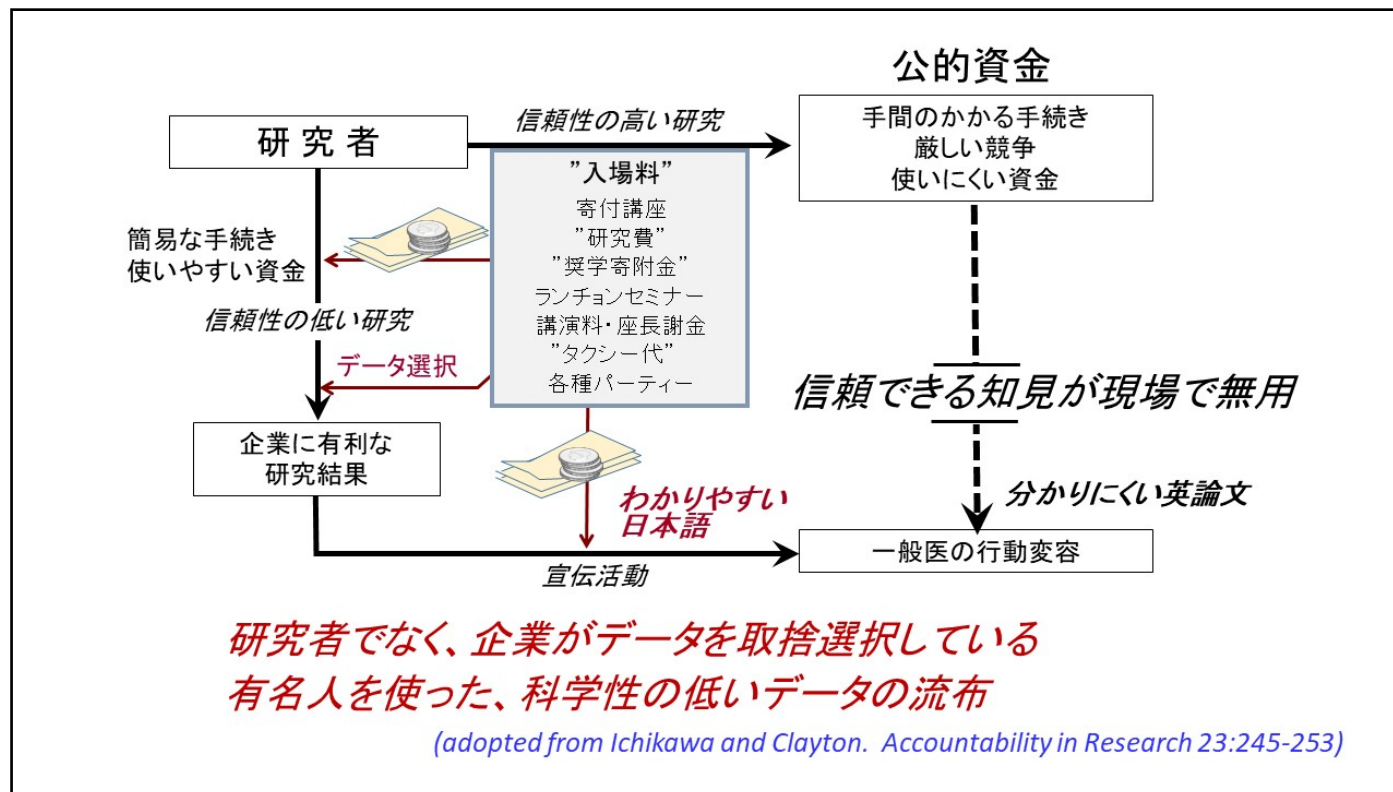 公的資金
研 究 者
信頼性の高い研究
手間のかかる手続き
厳しい競争
使いにくい資金
”入場料”
寄付講座
”研究費”
”奨学寄附金”
ランチョンセミナー
講演料・座長謝金
”タクシー代”
各種パーティー
簡易な手続き
使いやすい資金
信頼性の低い研究
データ選択
企業に有利な
研究結果
信頼できる知見が現場で無用
わかりやすい
日本語
分かりにくい英論文
宣伝活動
一般医の行動変容
研究者でなく、企業がデータを取捨選択している
有名人を使った、科学性の低いデータの流布
(adopted from Ichikawa and Clayton. Accountability in Research 23:245-253)